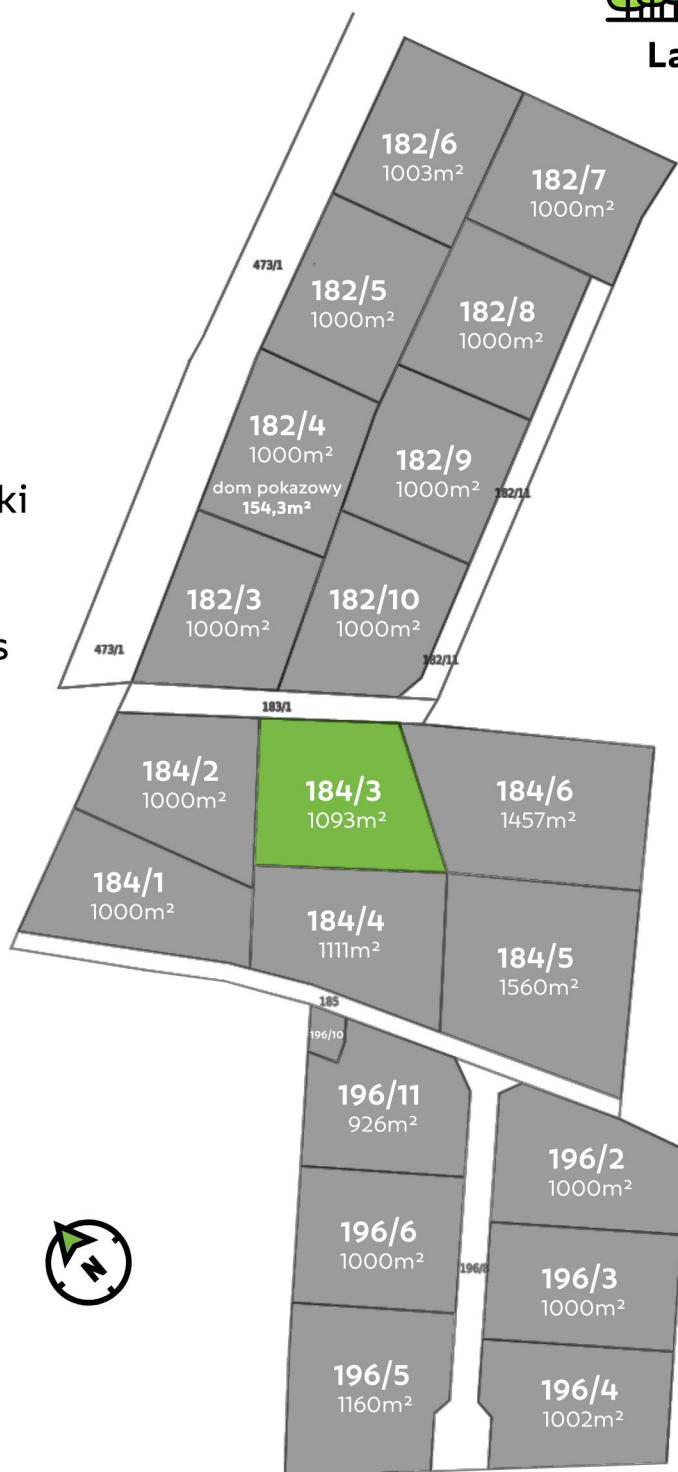 La
182/6
1003m²
182/7
1000m²
473/1
182/5
1000m²
182/8
1000m²
182/4
1000m²
dom pokazowy
154,3m²
182/9
1000m²
ki
182/11
182/3
1000m²
182/10
1000m²
s
473/1
182/11
183/1
184/2
1000m²
184/3
1093m²
184/6
1457m²
184/1
1000m²
184/4
1111m²
184/5
1560m²
185
196/10
196/11
926m²
196/2
1000m²
196/6
1000m²
196/8
196/3
1000m²
N
196/5
1160m²
196/4
1002m²